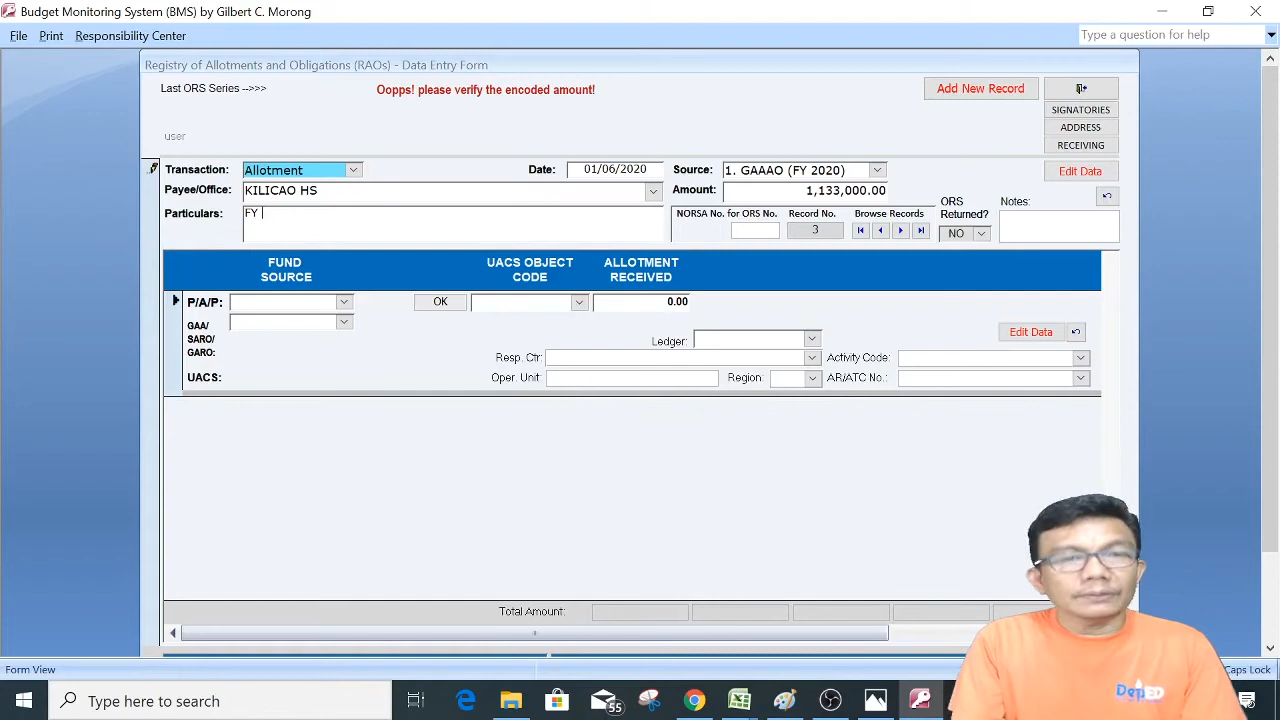 Budget Monitoring System (BMS) by Gilbert C. Morong
File Print Responsibility Center
Type a question for help
Registry of Allotments and Obligations (RAOs) - Data Entry Form
Last ORS Series -->>>
Oopps! please verify the encoded amount!
Add New Record
SIGNATORIES
user
ADDRESS
RECEIVING
Transaction: Allotment Date: 01/06/2020 Source: 1. GAAAO (FY 2020) Edit Data
Payee/Office: KILICAO HS Amount: 1,133,000.00
ORS Returned? Notes:
Particulars: FY NORSA No. for ORS No. Record No. Browse Records
3 NO
FUND SOURCE UACS OBJECT CODE ALLOTMENT RECEIVED
P/A/P: OK 0.00
GAA/
SARO/
GARO:
Ledger: Edit Data
Resp. Ctr: Activity Code:
UACS: Oper. Unit: Region: AR/ATC No.:
Total Amount:
DepED
Form View Caps Lock
Type here to search
55